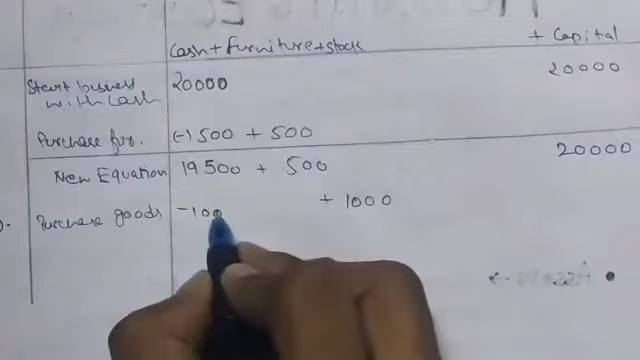 cash + furniture + stock + Capital
Start business with cash 20000 20000
Purchase fur. (-) 500 + 500
New Equation 19500 + 500 20000
Purchase goods -100 + 1000